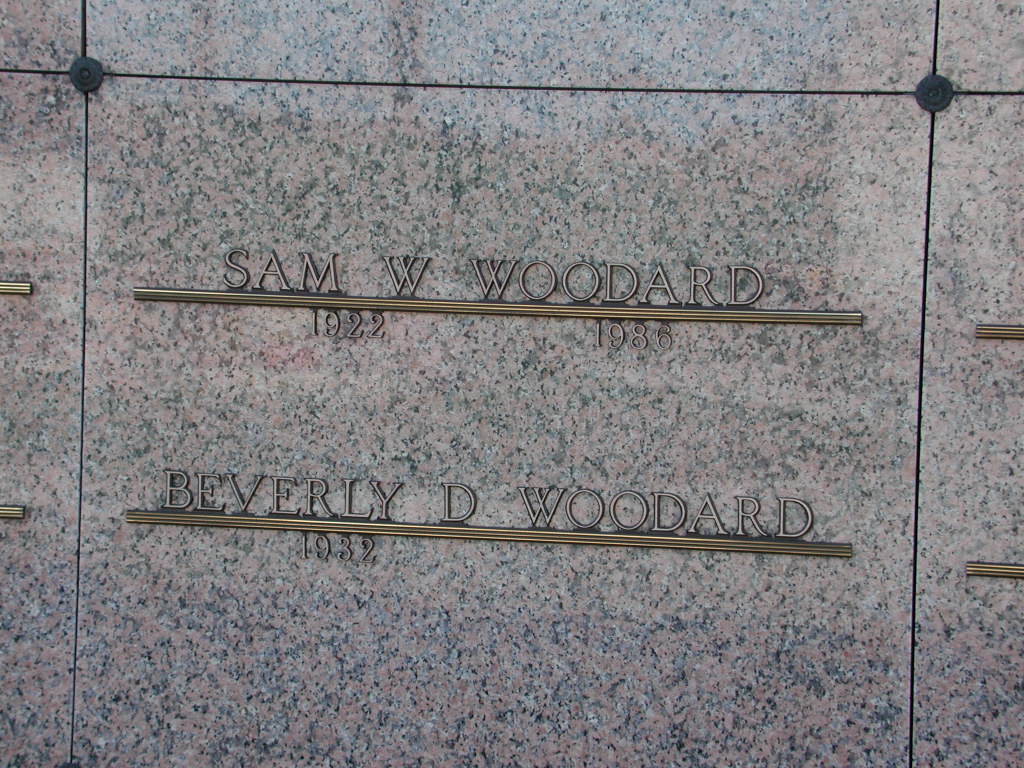 SAM W WOODARD
1922 1986
BEVERLY D WOODARD
1932